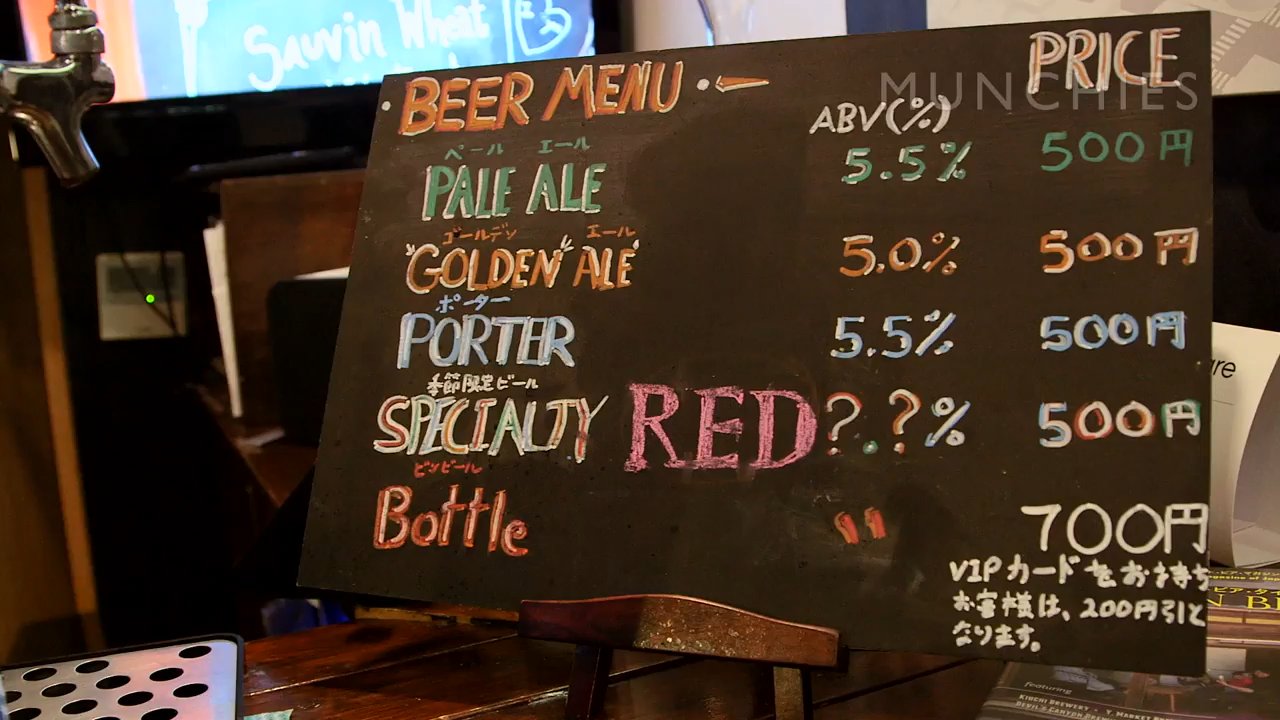 Sauvin Wheat
MUNCHIES
BEER MENU
ABV(%)
PRICE
ペール エール
PALE ALE 5.5% 500円
ゴールデン エール
"GOLDEN" ALE 5.0% 500円
ポーター
PORTER 5.5% 500円
季節限定ビール
SPECIALTY RED ?.?% 500円
ビンビール
Bottle " 700円
VIPカードをお持ち
お客様は、200円引と
なります。
featuring
KIUCHI BREWERY